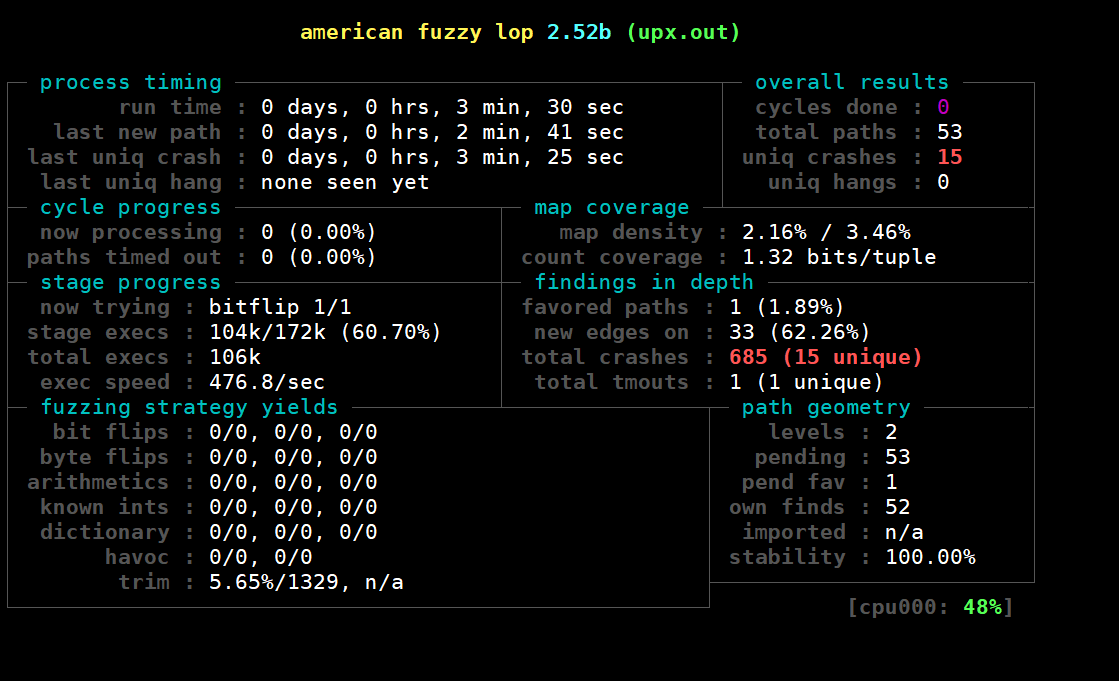 american fuzzy lop 2.52b (upx.out)
process timing overall results
run time : 0 days, 0 hrs, 3 min, 30 sec cycles done : 0
last new path : 0 days, 0 hrs, 2 min, 41 sec total paths : 53
last uniq crash : 0 days, 0 hrs, 3 min, 25 sec uniq crashes : 15
last uniq hang : none seen yet uniq hangs : 0
cycle progress map coverage
now processing : 0 (0.00%) map density : 2.16% / 3.46%
paths timed out : 0 (0.00%) count coverage : 1.32 bits/tuple
stage progress findings in depth
now trying : bitflip 1/1 favored paths : 1 (1.89%)
stage execs : 104k/172k (60.70%) new edges on : 33 (62.26%)
total execs : 106k total crashes : 685 (15 unique)
exec speed : 476.8/sec total tmouts : 1 (1 unique)
fuzzing strategy yields path geometry
bit flips : 0/0, 0/0, 0/0 levels : 2
byte flips : 0/0, 0/0, 0/0 pending : 53
arithmetics : 0/0, 0/0, 0/0 pend fav : 1
known ints : 0/0, 0/0, 0/0 own finds : 52
dictionary : 0/0, 0/0, 0/0 imported : n/a
havoc : 0/0, 0/0 stability : 100.00%
trim : 5.65%/1329, n/a
[cpu000: 48%]